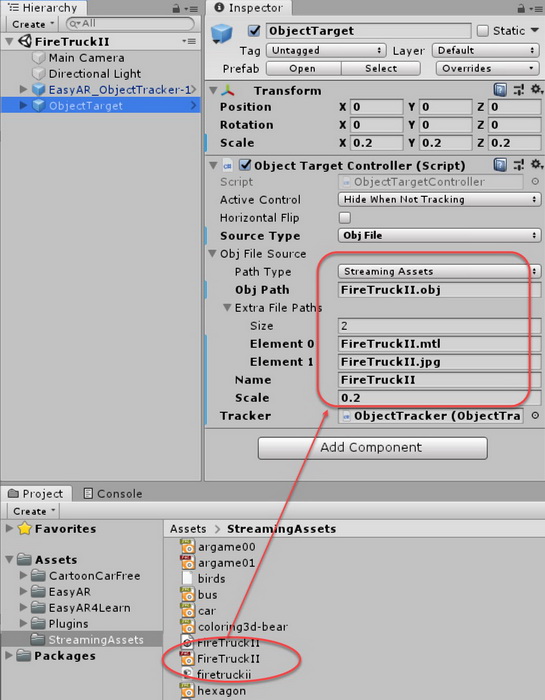 Hierarchy
Create
All
FireTruckII
Main Camera
Directional Light
EasyAR_ObjectTracker-1
ObjectTarget
Inspector
ObjectTarget
Static
Tag
Untagged
Layer
Default
Prefab
Open
Select
Overrides
Transform
Position
X 0 Y 0 Z 0
Rotation
X 0 Y 0 Z 0
Scale
X 0.2 Y 0.2 Z 0.2
Object Target Controller (Script)
Script
ObjectTargetController
Active Control
Hide When Not Tracking
Horizontal Flip
Source Type
Obj File
Obj File Source
Path Type
Streaming Assets
Obj Path
FireTruckII.obj
Extra File Paths
Size
2
Element 0
FireTruckII.mtl
Element 1
FireTruckII.jpg
Name
FireTruckII
Scale
0.2
Tracker
ObjectTracker (ObjectTra
Add Component
Project
Console
Create
Favorites
Assets
CartoonCarFree
EasyAR
EasyAR4Learn
Plugins
StreamingAssets
Packages
Assets
StreamingAssets
argame00
argame01
birds
bus
car
coloring3d-bear
FireTruckII
FireTruckII
firetruckii
hexagon